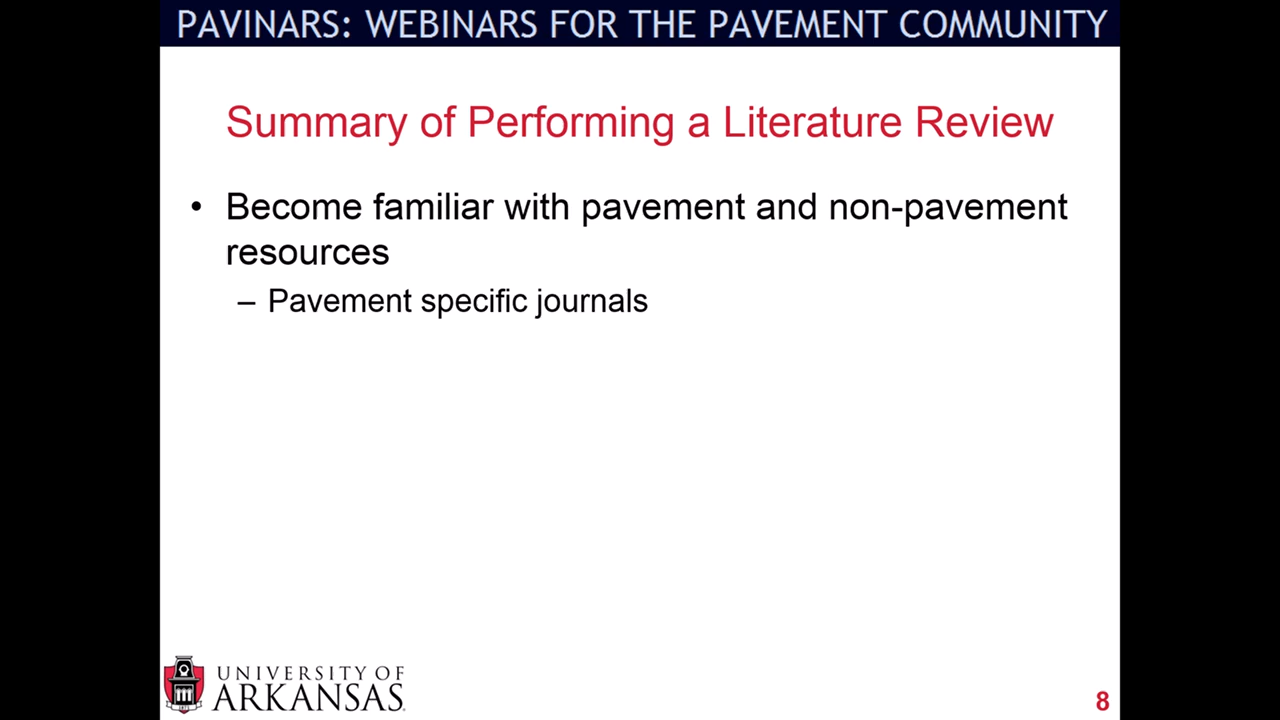 PAVINARS: WEBINARS FOR THE PAVEMENT COMMUNITY
Summary of Performing a Literature Review
• Become familiar with pavement and non-pavement
resources
– Pavement specific journals
UNIVERSITY OF
ARKANSAS
8